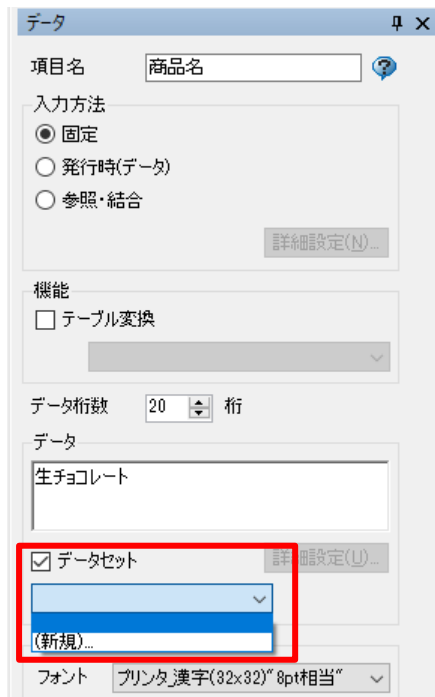 データ
項目名 商品名
入力方法
固定
発行時(データ)
参照・結合
詳細設定(N)...
機能
テーブル変換
データ桁数 20 桁
データ
生チョコレート
データセット 詳細設定(U)...
(新規)...
フォント プリンタ漢字(32x32)"8pt相当"